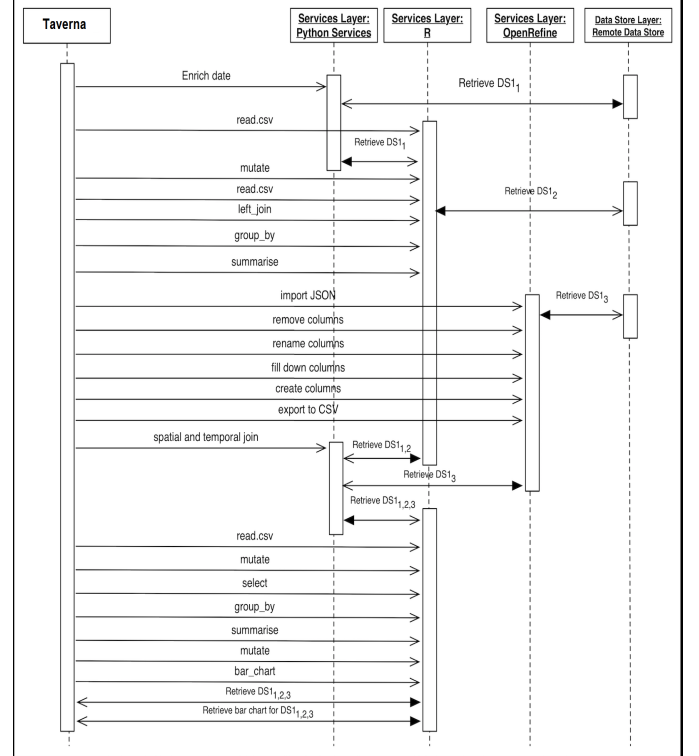 Taverna
Services Layer:
Python Services
Services Layer:
R
Services Layer:
OpenRefine
Data Store Layer:
Remote Data Store
Enrich date
Retrieve DS1₁
read.csv
Retrieve DS1₁
mutate
read.csv
Retrieve DS1₂
left_join
group_by
summarise
import JSON
Retrieve DS1₃
remove columns
rename columns
fill down columns
create columns
export to CSV
spatial and temporal join
Retrieve DS1₁,₂
Retrieve DS1₃
Retrieve DS1₁,₂,₃
read.csv
mutate
select
group_by
summarise
mutate
bar_chart
Retrieve DS1₁,₂,₃
Retrieve bar chart for DS1₁,₂,₃